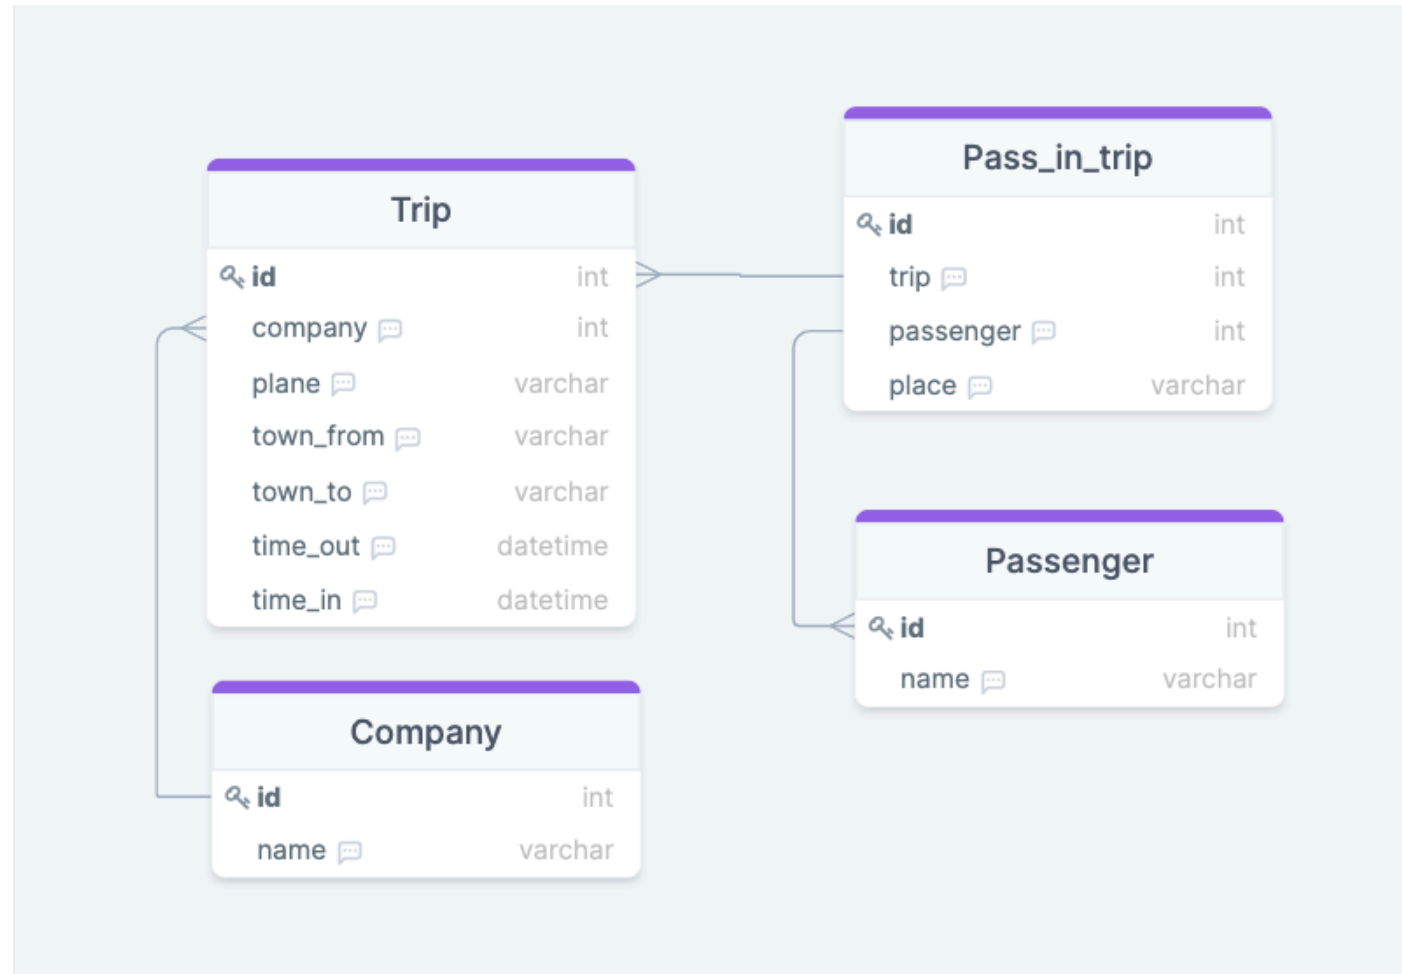 Trip
id int
company int
plane varchar
town_from varchar
town_to varchar
time_out datetime
time_in datetime
Company
id int
name varchar
Pass_in_trip
id int
trip int
passenger int
place varchar
Passenger
id int
name varchar